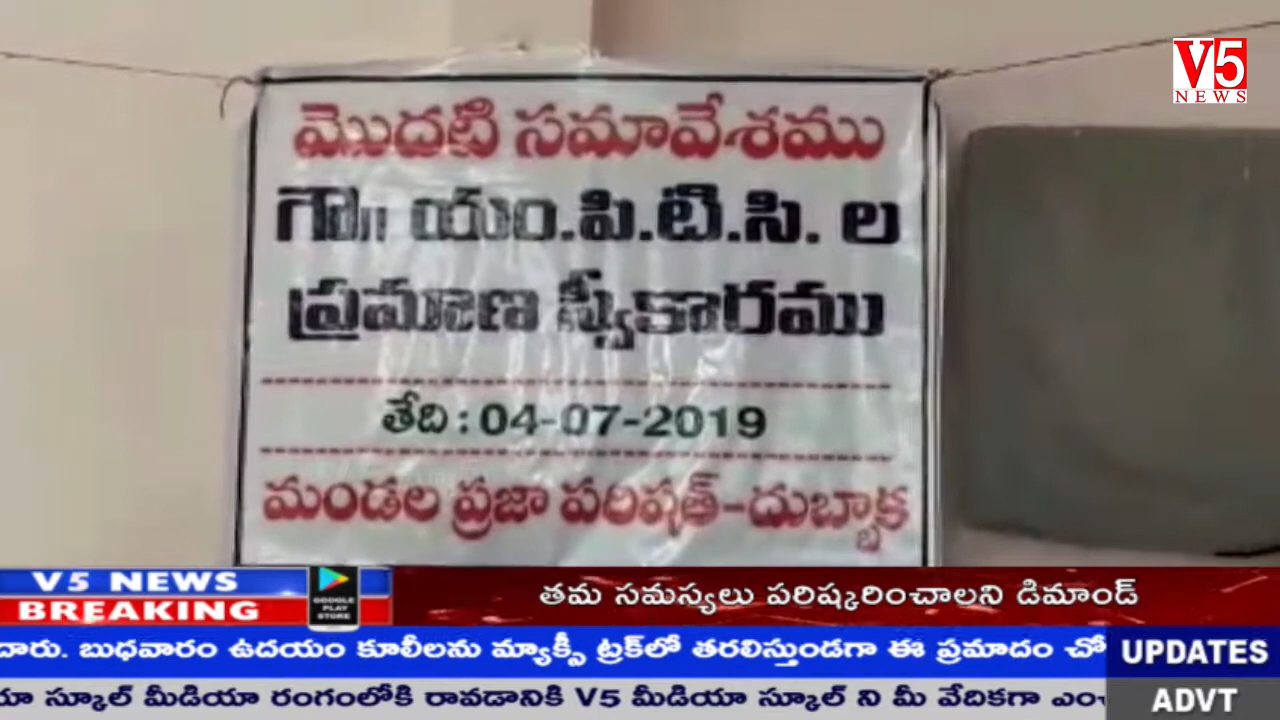 V5
NEWS
మొదటి సమావేశము
గౌ॥ యం.పి.టి.సి. ల
ప్రమాణ స్వీకారము
తేది : 04-07-2019
మండల ప్రజా పరిషత్-దుబ్బాక
V5 NEWS
BREAKING
GOOGLE
PLAY
STORE
తమ సమస్యలు పరిష్కరించాలని డిమాండ్
దారు. బుధవారం ఉదయం కూలీలను మ్యాక్సీ ట్రక్‌లో తరలిస్తుండగా ఈ ప్రమాదం చో
UPDATES
యా స్కూల్ మీడియా రంగంలోకి రావడానికి V5 మీడియా స్కూల్ ని మీ వేదికగా ఎం
ADVT